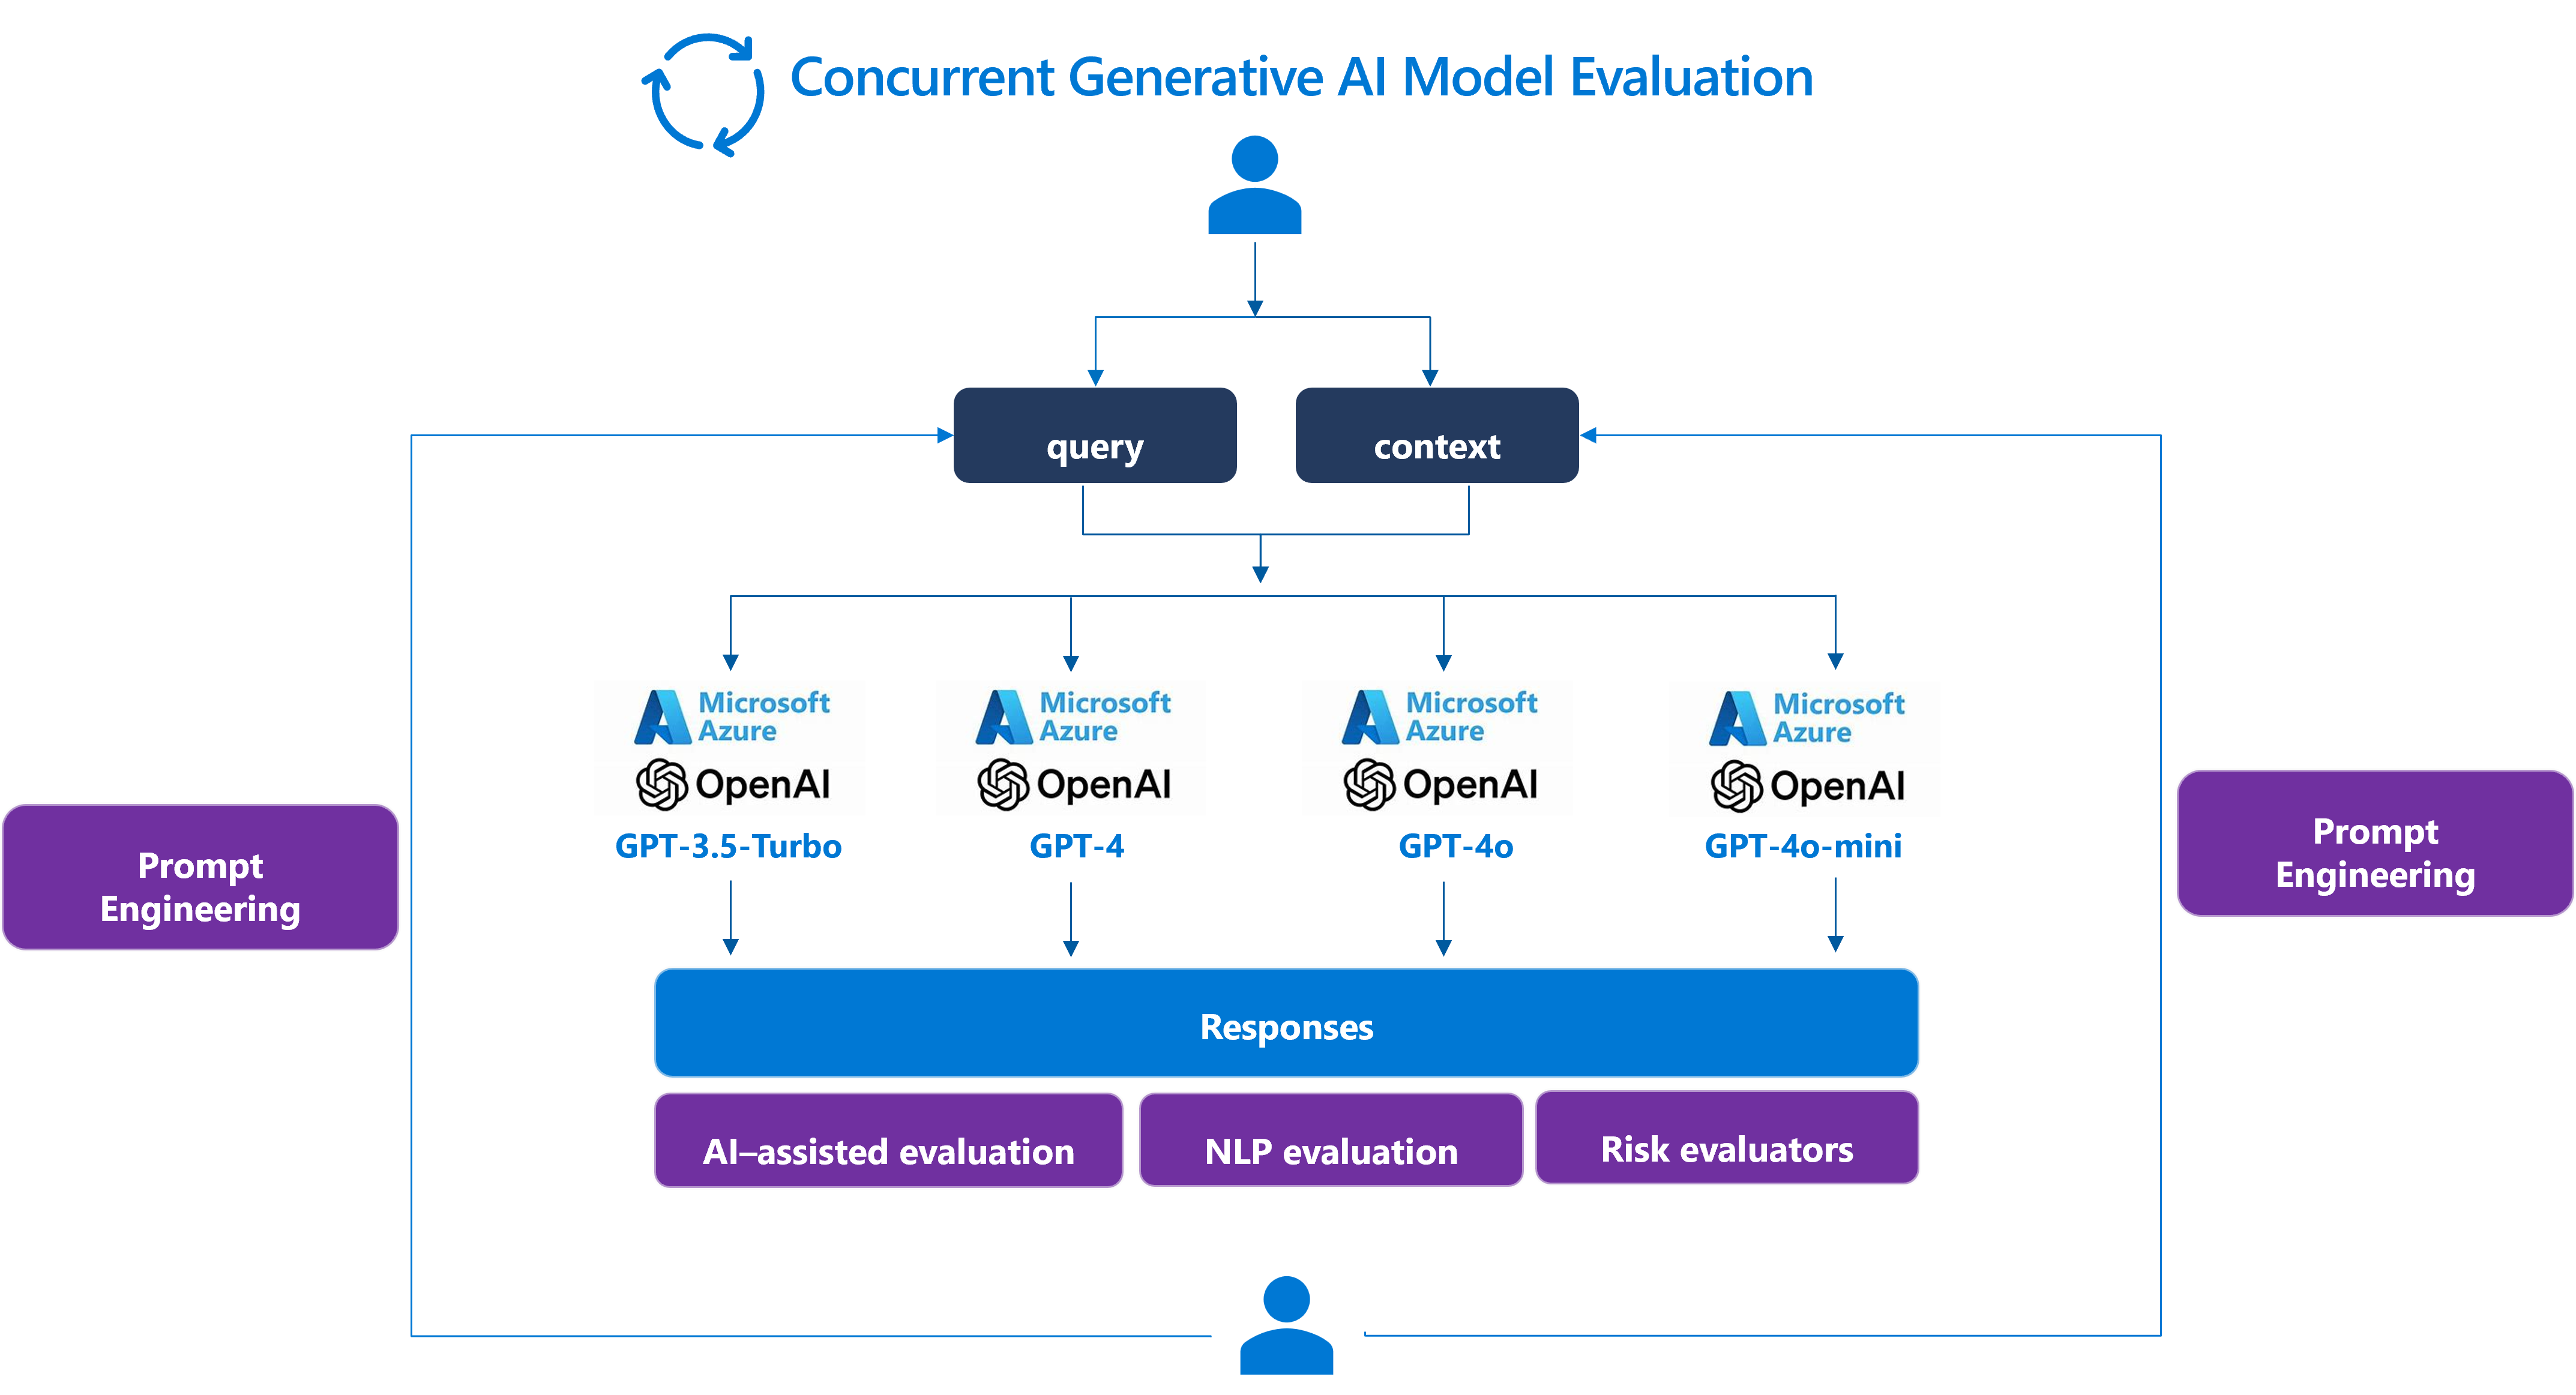 Concurrent Generative AI Model Evaluation
query
context
Microsoft
Azure
OpenAI
GPT-3.5-Turbo
Microsoft
Azure
OpenAI
GPT-4
Microsoft
Azure
OpenAI
GPT-4o
Microsoft
Azure
OpenAI
GPT-4o-mini
Prompt
Engineering
Prompt
Engineering
Responses
AI–assisted evaluation
NLP evaluation
Risk evaluators